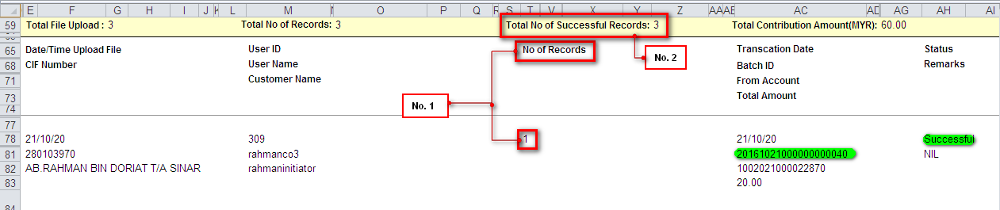 E F G H I J K L M N O P Q R S T V X Y Z AA AE AC AD AG AH AI
59 Total File Upload : 3 Total No of Records: 3 Total No of Successful Records: 3 Total Contribution Amount(MYR): 60.00
65 Date/Time Upload File User ID No of Records Transcation Date Status
68 CIF Number User Name No. 2 Batch ID Remarks
71 Customer Name From Account
73 Total Amount
74 No. 1
77
78 21/10/20 309 1 21/10/20 Successful
81 280103970 rahmanco3 20161021000000000040 NIL
82 AB.RAHMAN BIN DORIAT T/A SINAR rahmaninitiator 1002021000022870
83 20.00
84